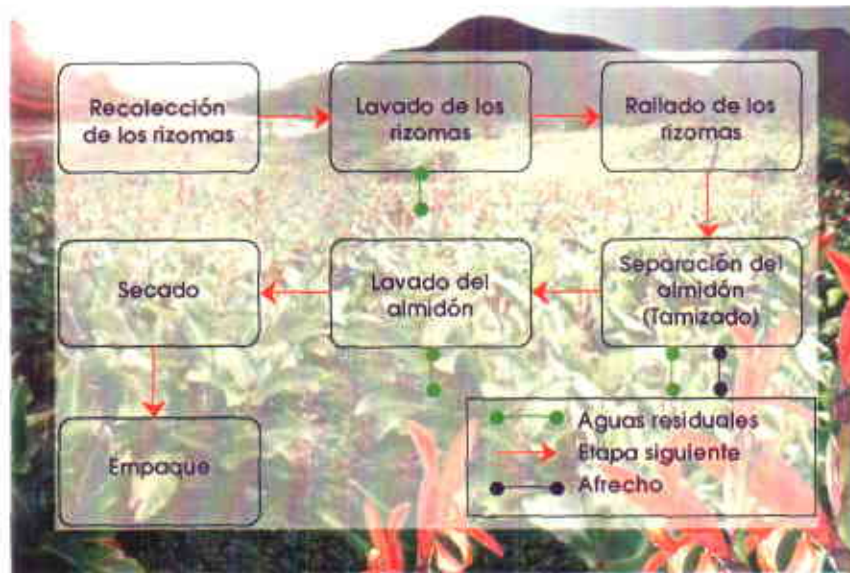 Recolección
de los rizomas
Lavado de los
rizomas
Rallado de los
rizomas
Separación del
almidón
(Tamizado)
Lavado del
almidón
Secado
Empaque
Aguas residuales
Etapa siguiente
Afrecho